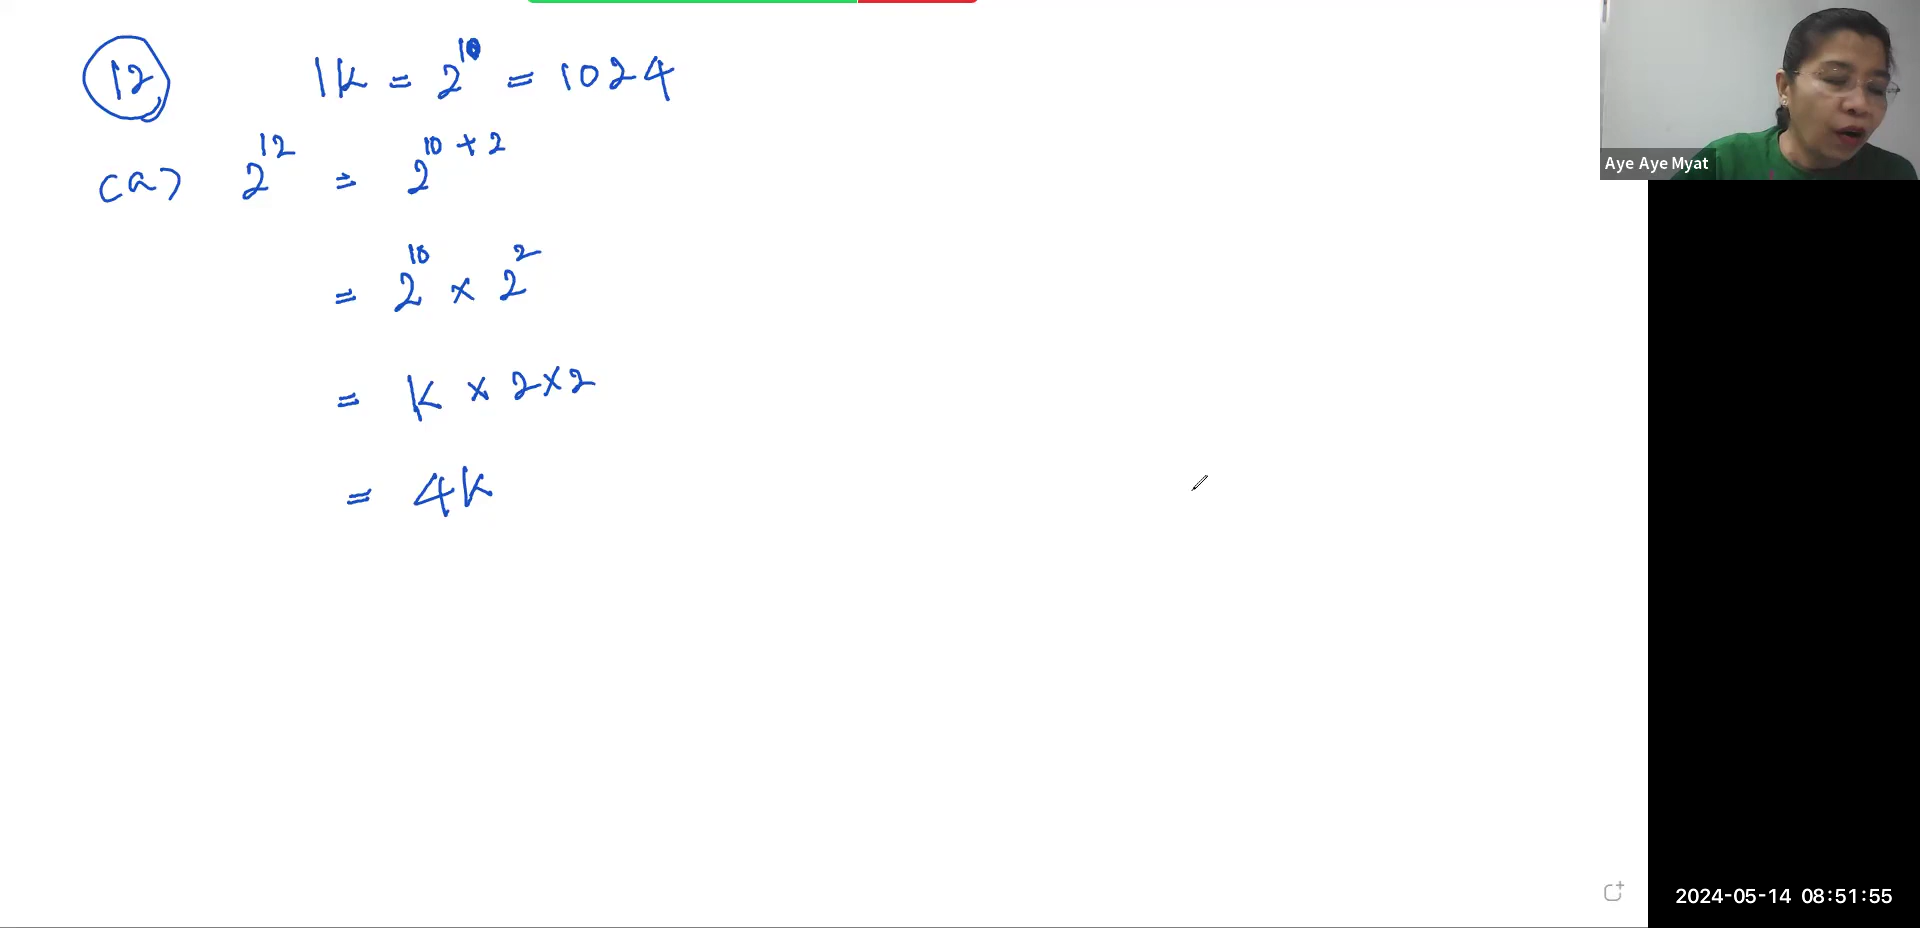 12 1K = 2^10 = 1024
(a) 2^12 = 2^10+2
= 2^10 × 2^2
= K × 2×2
= 4K
Aye Aye Myat
2024-05-14 08:51:55